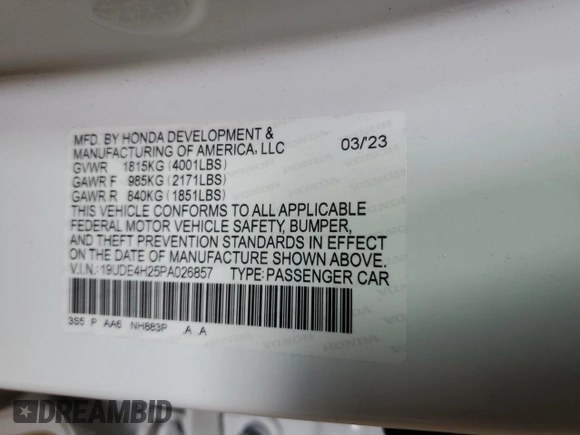 MFD. BY HONDA DEVELOPMENT &
MANUFACTURING OF AMERICA, LLC 03/'23
GVWR 1815KG (4001LBS)
GAWR F 985KG (2171LBS)
GAWR R 840KG (1851LBS)
THIS VEHICLE CONFORMS TO ALL APPLICABLE
FEDERAL MOTOR VEHICLE SAFETY, BUMPER,
AND THEFT PREVENTION STANDARDS IN EFFECT
ON THE DATE OF MANUFACTURE SHOWN ABOVE.
V.I.N.:19UDE4H25PA026857 TYPE:PASSENGER CAR
3S5 P AA6 NH883P .A .A
DREAMBID